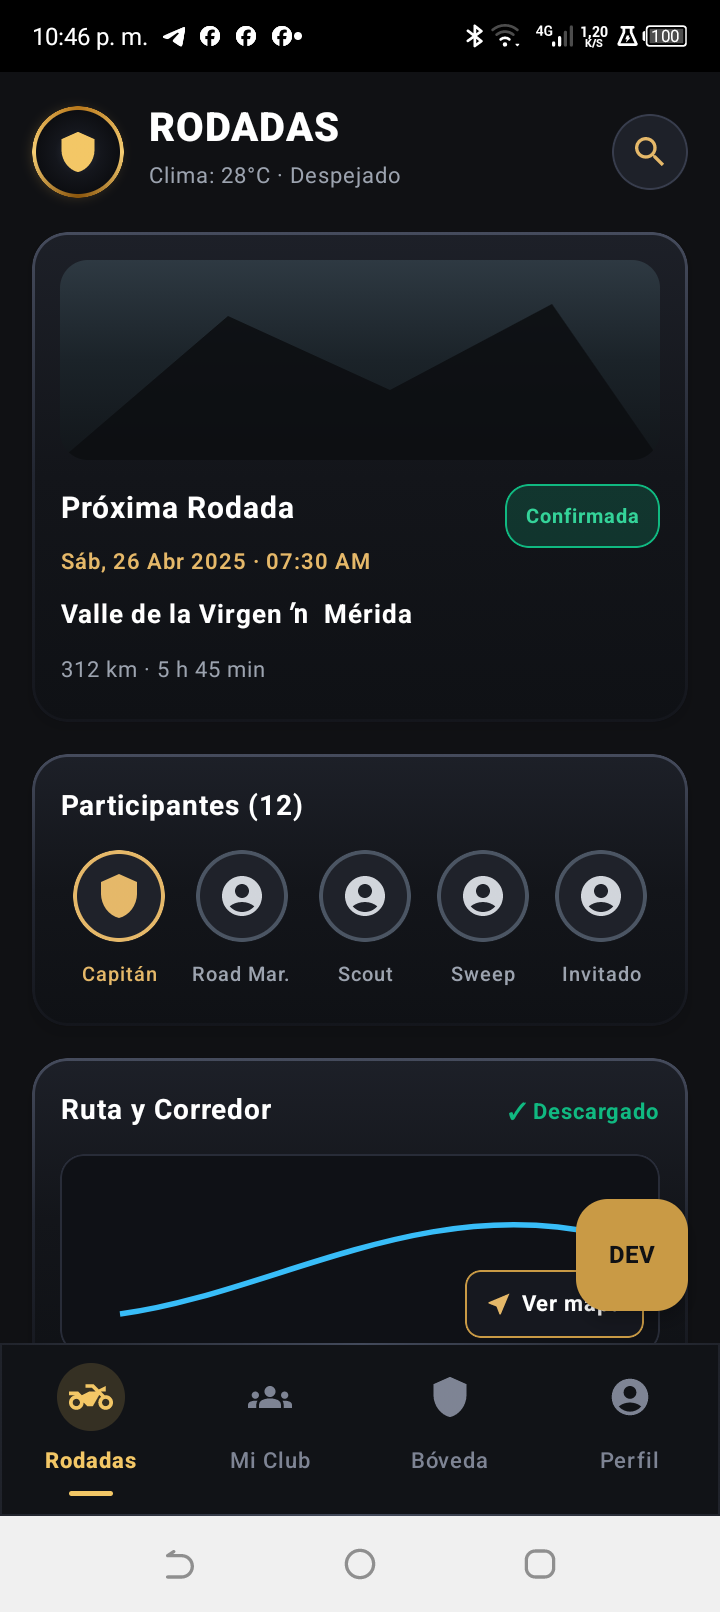 10:46 p. m.
4G
1,20
K/S
100
RODADAS
Clima: 28°C · Despejado
Próxima Rodada
Confirmada
Sáb, 26 Abr 2025 · 07:30 AM
Valle de la Virgen ŉ Mérida
312 km · 5 h 45 min
Participantes (12)
Capitán
Road Mar.
Scout
Sweep
Invitado
Ruta y Corredor
✓ Descargado
DEV
Ver
Rodadas
Mi Club
Bóveda
Perfil